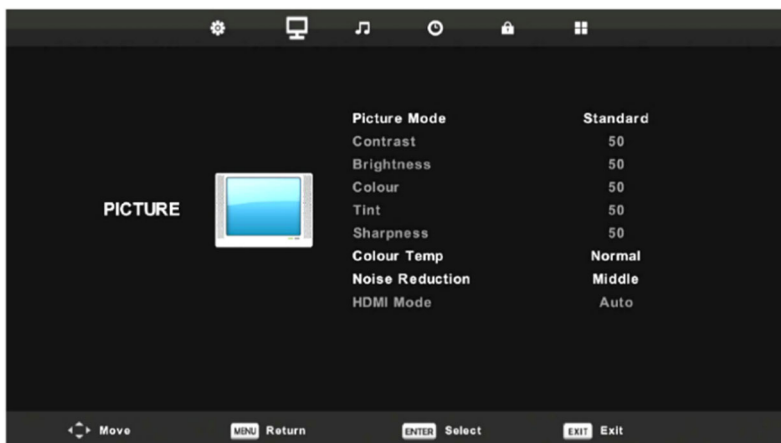 Picture Mode Standard
Contrast 50
Brightness 50
Colour 50
PICTURE
Tint 50
Sharpness 50
Colour Temp Normal
Noise Reduction Middle
HDMI Mode Auto
Move MENU Return ENTER Select EXIT Exit